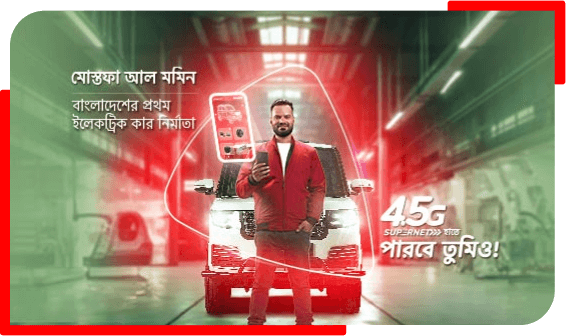 মোস্তফা আল মমিন
বাংলাদেশের প্রথম
ইলেকট্রিক কার নির্মাতা
4.5G
SUPERNET>>> হাতে
পারবে তুমিও!